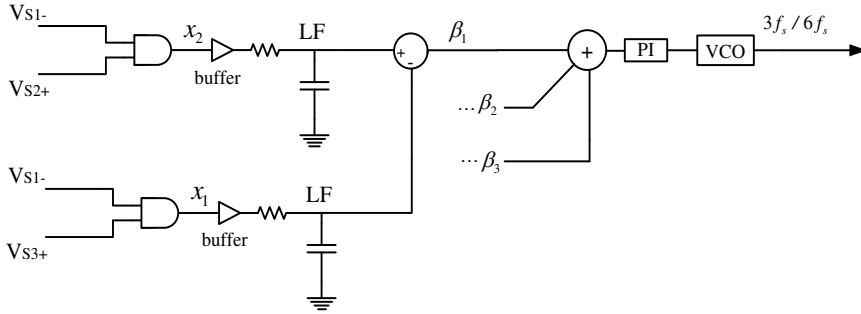 VS1-
x2
LF
3fs/6fs
β1
+
-
+
PI
VCO
VS2+
buffer
...β2
...β3
VS1-
x1
LF
VS3+
buffer